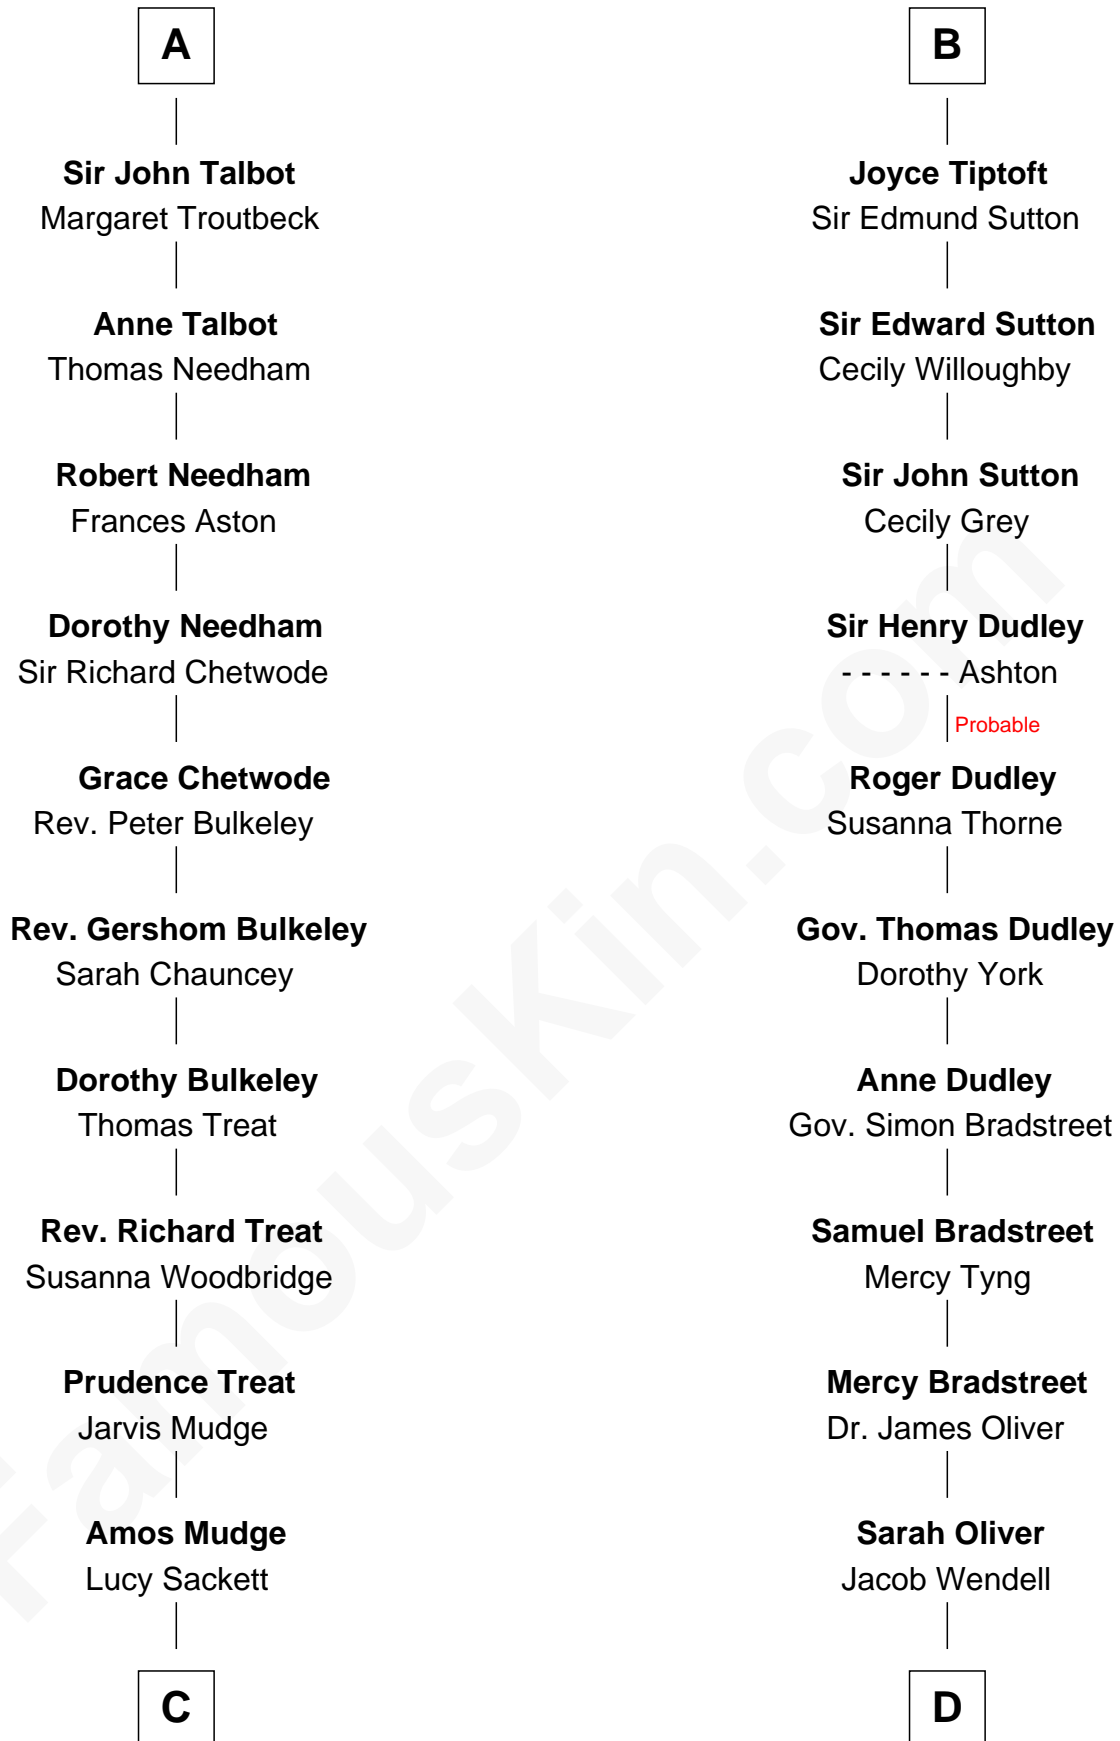 A
Sir John Talbot
Margaret Troutbeck
Anne Talbot
Thomas Needham
Robert Needham
Frances Aston
Dorothy Needham
Sir Richard Chetwode
Grace Chetwode
Rev. Peter Bulkeley
Rev. Gershom Bulkeley
Sarah Chauncey
Dorothy Bulkeley
Thomas Treat
Rev. Richard Treat
Susanna Woodbridge
Prudence Treat
Jarvis Mudge
Amos Mudge
Lucy Sackett
C
B
Joyce Tiptoft
Sir Edmund Sutton
Sir Edward Sutton
Cecily Willoughby
Sir John Sutton
Cecily Grey
Sir Henry Dudley
- - - - - - Ashton
Probable
Roger Dudley
Susanna Thorne
Gov. Thomas Dudley
Dorothy York
Anne Dudley
Gov. Simon Bradstreet
Samuel Bradstreet
Mercy Tyng
Mercy Bradstreet
Dr. James Oliver
Sarah Oliver
Jacob Wendell
D
FamousKin.com